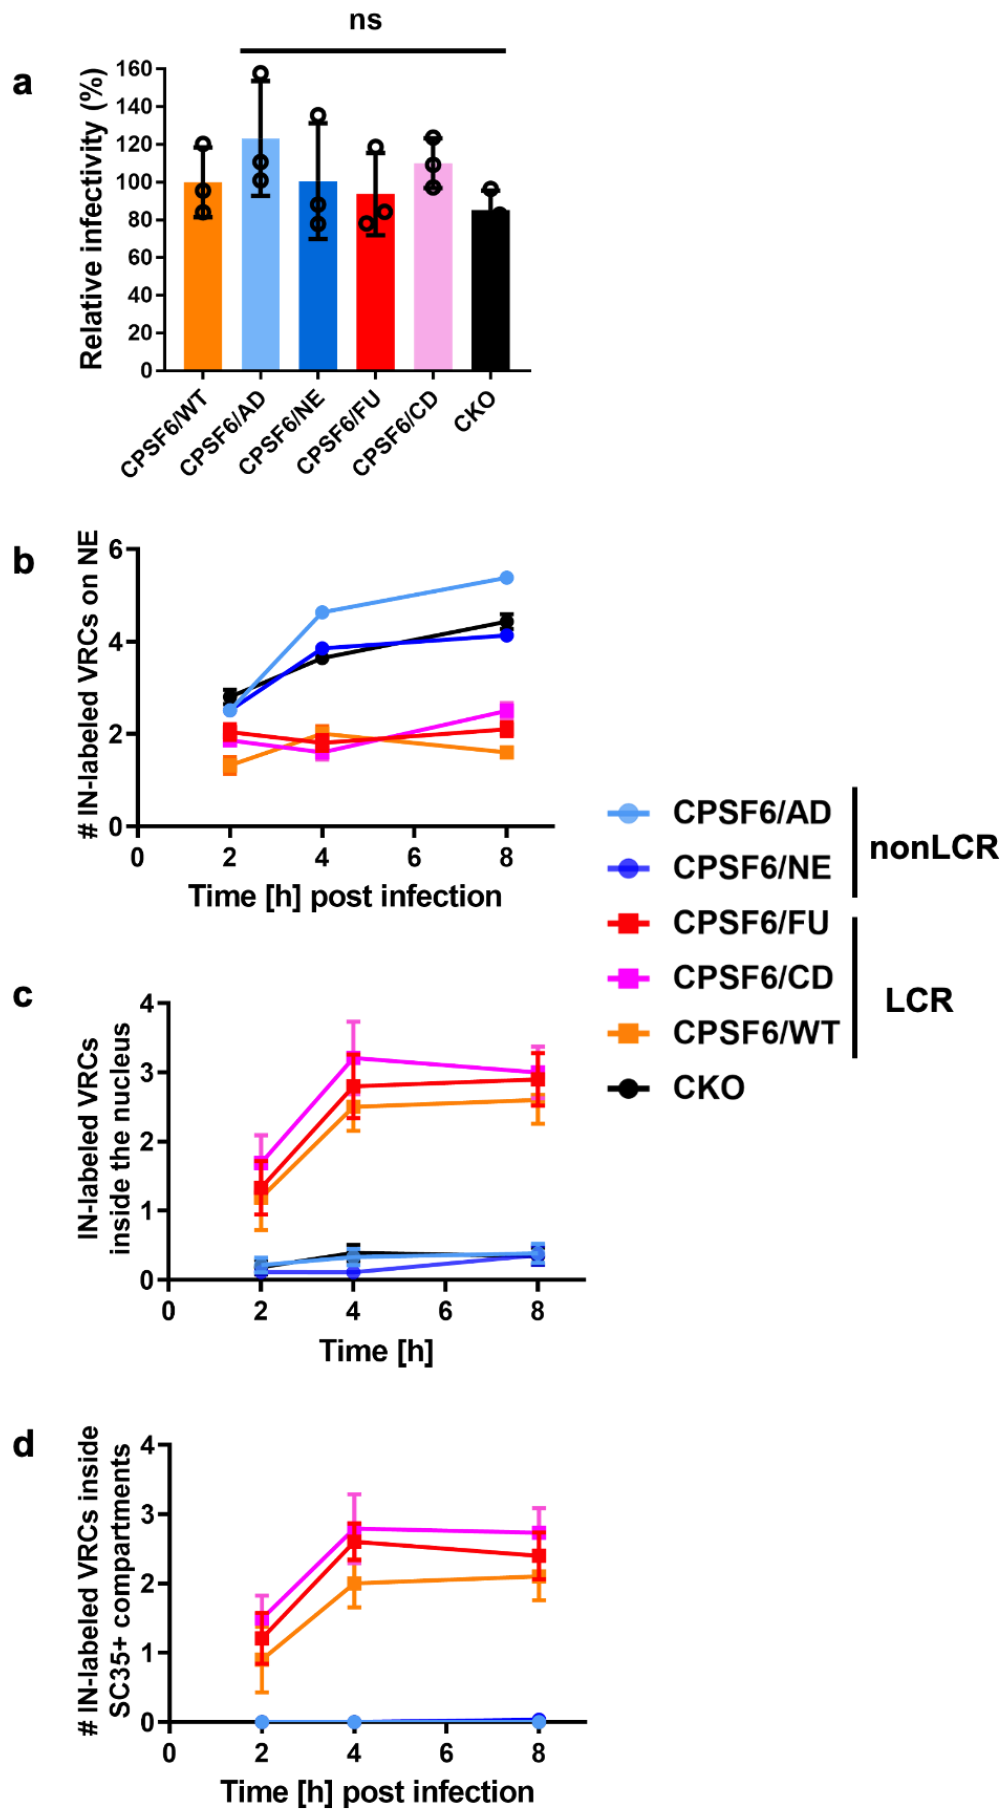 a
ns
Relative infectivity (%)
160
140
120
100
80
60
40
20
0
CPSF6/WT
CPSF6/AD
CPSF6/NE
CPSF6/FU
CPSF6/CD
CKO
b
# IN-labeled VRCs on NE
6
4
2
0
0 2 4 6 8
Time [h] post infection
CPSF6/AD
CPSF6/NE
nonLCR
CPSF6/FU
CPSF6/CD
CPSF6/WT
LCR
CKO
c
IN-labeled VRCs
inside the nucleus
4
3
2
1
0
0 2 4 6 8
Time [h]
d
# IN-labeled VRCs inside
SC35+ compartments
4
3
2
1
0
0 2 4 6 8
Time [h] post infection